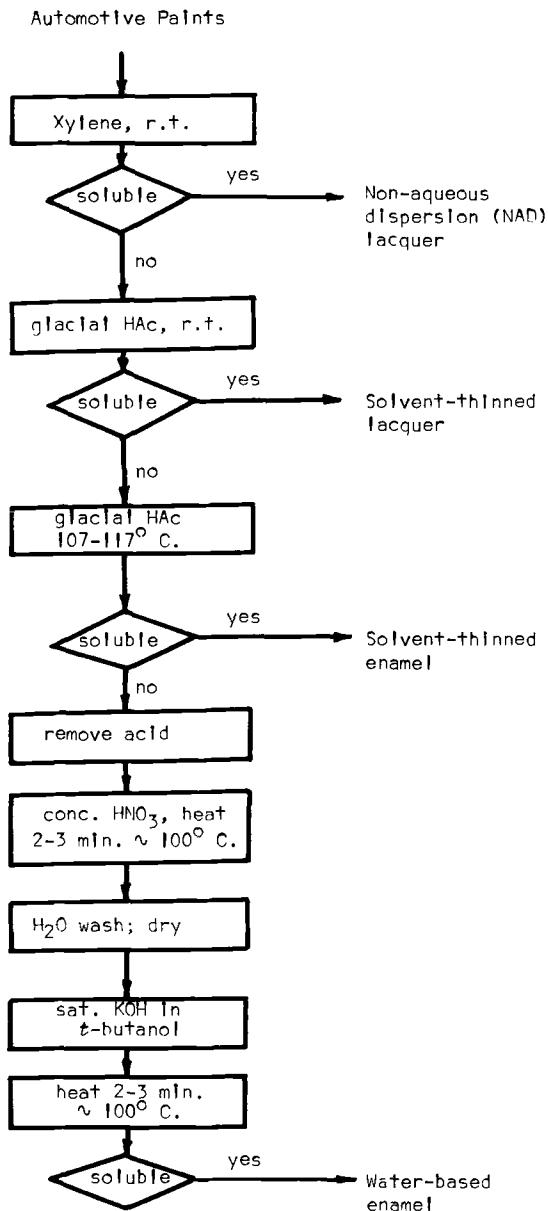 Automotive Paints
Xylene, r.t.
soluble
yes
Non-aqueous
dispersion (NAD)
lacquer
no
glacial HAc, r.t.
soluble
yes
Solvent-thinned
lacquer
no
glacial HAc
107-117° C.
soluble
yes
Solvent-thinned
enamel
no
remove acid
conc. HNO₃, heat
2-3 min. ∿ 100° C.
H₂O wash; dry
sat. KOH in
t-butanol
heat 2-3 min.
∿ 100° C.
soluble
yes
Water-based
enamel